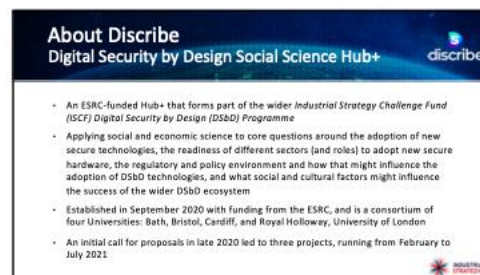 About Discribe
Digital Security by Design Social Science Hub+
discribe
• An ESRC-funded Hub+ that forms part of the wider Industrial Strategy Challenge Fund
(ISCF) Digital Security by Design (DSbD) Programme
• Applying social and economic science to core questions around the adoption of new
secure technologies, the readiness of different sectors (and roles) to adopt new secure
hardware, the regulatory and policy environment and how that might influence the
adoption of DSbD technologies, and what social and cultural factors might influence
the success of the wider DSbD ecosystem
• Established in September 2020 with funding from the ESRC, and is a consortium of
four Universities: Bath, Bristol, Cardiff, and Royal Holloway, University of London
• An initial call for proposals in late 2020 led to three projects, running from February to
July 2021
INDUSTRIAL
STRATEGY